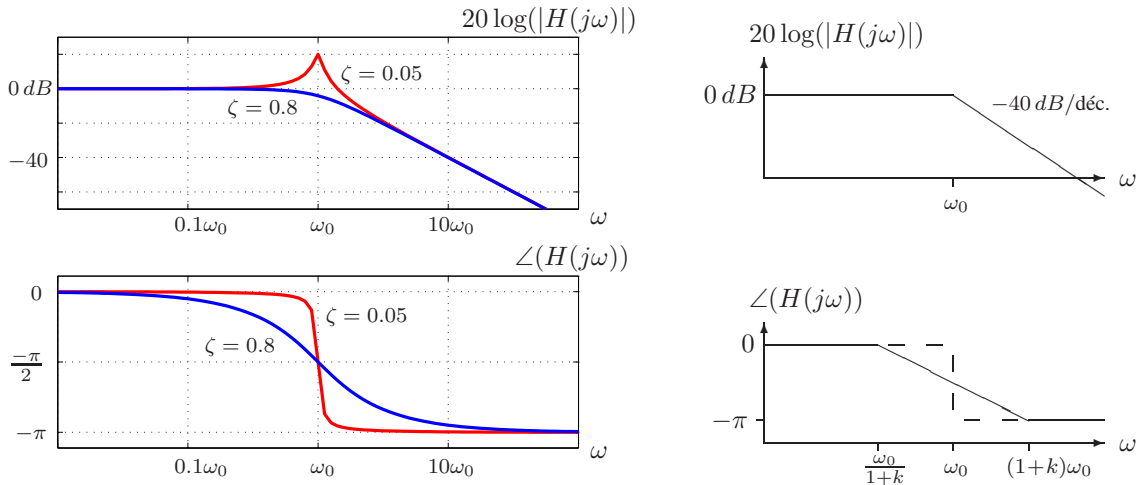 20 log(|H(jω)|)
0 dB
−40
ζ = 0.05
ζ = 0.8
0.1ω₀
ω₀
10ω₀
ω
20 log(|H(jω)|)
0 dB
−40 dB/déc.
ω₀
ω
∠(H(jω))
0
−π/2
−π
ζ = 0.05
ζ = 0.8
0.1ω₀
ω₀
10ω₀
ω
∠(H(jω))
0
−π
ω₀/1+k
ω₀
(1+k)ω₀
ω